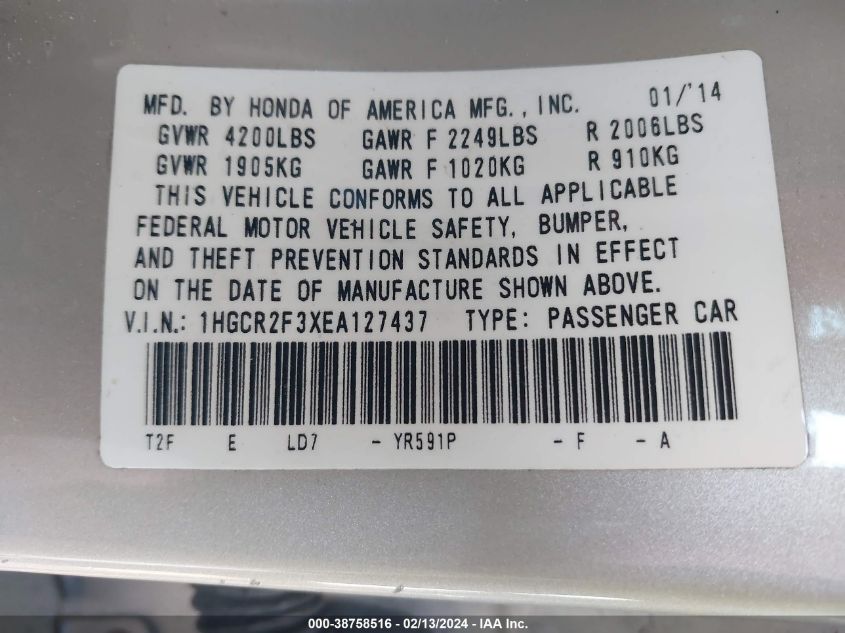 MFD. BY HONDA OF AMERICA MFG., INC. 01/'14
GVWR 4200LBS GAWR F 2249LBS R 2006LBS
GVWR 1905KG GAWR F 1020KG R 910KG
THIS VEHICLE CONFORMS TO ALL APPLICABLE
FEDERAL MOTOR VEHICLE SAFETY, BUMPER,
AND THEFT PREVENTION STANDARDS IN EFFECT
ON THE DATE OF MANUFACTURE SHOWN ABOVE.
V.I.N.: 1HGCR2F3XEA127437 TYPE: PASSENGER CAR
T2F E LD7 - YR591P - F - A
000-38758516 - 02/13/2024 - IAA Inc.